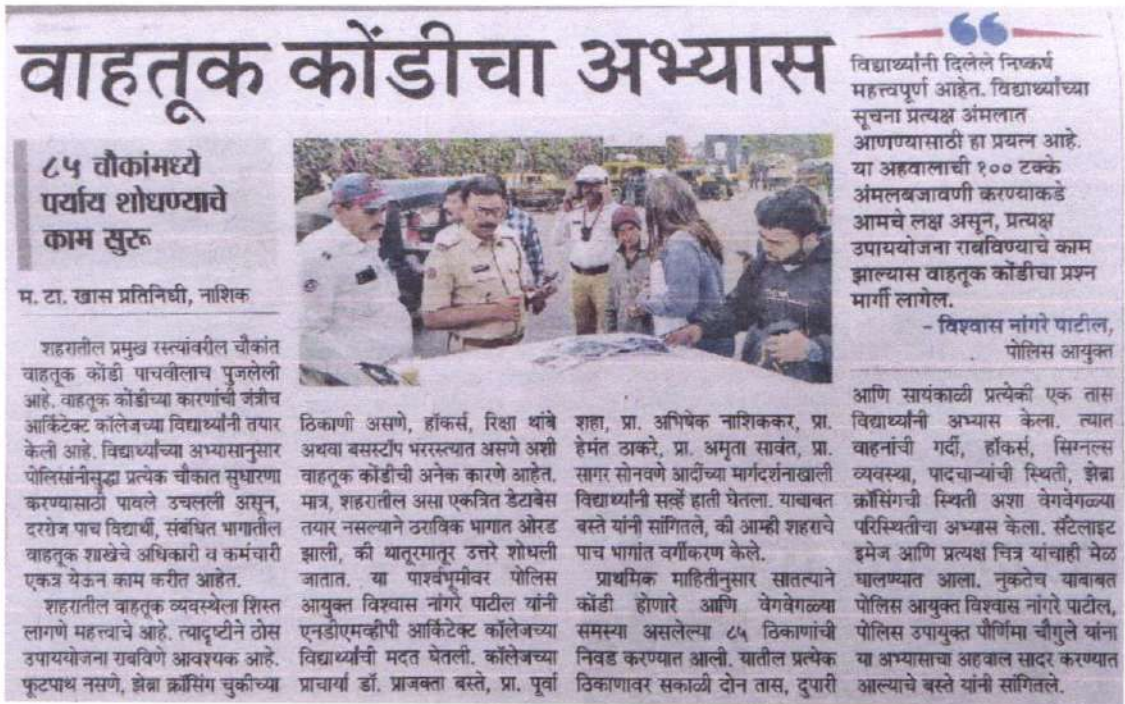 वाहतूक कोंडीचा अभ्यास
८५ चौकांमध्ये
पर्याय शोधण्याचे
काम सुरू
म. टा. खास प्रतिनिधी, नाशिक
शहरातील प्रमुख रस्त्यांवरील चौकांत
वाहतूक कोंडी पाचवीलाच पुजलेली
आहे. वाहतूक कोंडीच्या कारणांची जंत्रीच
आर्किटेक्ट कॉलेजच्या विद्यार्थ्यांनी तयार
केली आहे. विद्यार्थ्यांच्या अभ्यासानुसार
पोलिसांनीसुद्धा प्रत्येक चौकात सुधारणा
करण्यासाठी पावले उचलली असून,
दररोज पाच विद्यार्थी, संबंधित भागातील
वाहतूक शाखेचे अधिकारी व कर्मचारी
एकत्र येऊन काम करीत आहेत.
शहरातील वाहतूक व्यवस्थेला शिस्त
लागणे महत्त्वाचे आहे. त्यादृष्टीने ठोस
उपाययोजना राबविणे आवश्यक आहे.
फूटपाथ नसणे, झेब्रा क्रॉसिंग चुकीच्या
ठिकाणी असणे, हॉकर्स, रिक्षा थांबे
अथवा बसस्टॉप भररस्त्यात असणे अशी
वाहतूक कोंडीची अनेक कारणे आहेत.
मात्र, शहरातील असा एकत्रित डेटाबेस
तयार नसल्याने ठराविक भागात ओरड
झाली, की थातूरमातूर उत्तरे शोधली
जातात. या पार्श्वभूमीवर पोलिस
आयुक्त विश्वास नांगरे पाटील यांनी
एनडीएमव्हीपी आर्किटेक्ट कॉलेजच्या
विद्यार्थ्यांची मदत घेतली. कॉलेजच्या
प्राचार्या डॉ. प्राजक्ता बस्ते, प्रा. पूर्वा
शहा, प्रा. अभिषेक नाशिककर, प्रा.
हेमंत ठाकरे, प्रा. अमृता सावंत, प्रा.
सागर सोनवणे आदींच्या मार्गदर्शनाखाली
विद्यार्थ्यांनी सर्व्हे हाती घेतला. याबाबत
बस्ते यांनी सांगितले, की आम्ही शहराचे
पाच भागांत वर्गीकरण केले.
प्राथमिक माहितीनुसार सातत्याने
कोंडी होणारे आणि वेगवेगळ्या
समस्या असलेल्या ८५ ठिकाणांची
निवड करण्यात आली. यातील प्रत्येक
ठिकाणावर सकाळी दोन तास, दुपारी
आणि सायंकाळी प्रत्येकी एक तास
विद्यार्थ्यांनी अभ्यास केला. त्यात
वाहनांची गर्दी, हॉकर्स, सिग्नल्स
व्यवस्था, पादचाऱ्यांची स्थिती, झेब्रा
क्रॉसिंगची स्थिती अशा वेगवेगळ्या
परिस्थितीचा अभ्यास केला. सॅटेलाइट
इमेज आणि प्रत्यक्ष चित्र यांचाही मेळ
घालण्यात आला. नुकतेच याबाबत
पोलिस आयुक्त विश्वास नांगरे पाटील,
पोलिस उपायुक्त पौर्णिमा चौगुले यांना
या अभ्यासाचा अहवाल सादर करण्यात
आल्याचे बस्ते यांनी सांगितले.
विद्यार्थ्यांनी दिलेले निष्कर्ष
महत्त्वपूर्ण आहेत. विद्यार्थ्यांच्या
सूचना प्रत्यक्ष अंमलात
आणण्यासाठी हा प्रयत्न आहे.
या अहवालाची १०० टक्के
अंमलबजावणी करण्याकडे
आमचे लक्ष असून, प्रत्यक्ष
उपाययोजना राबविण्याचे काम
झाल्यास वाहतूक कोंडीचा प्रश्न
मार्गी लागेल.
- विश्वास नांगरे पाटील,
पोलिस आयुक्त